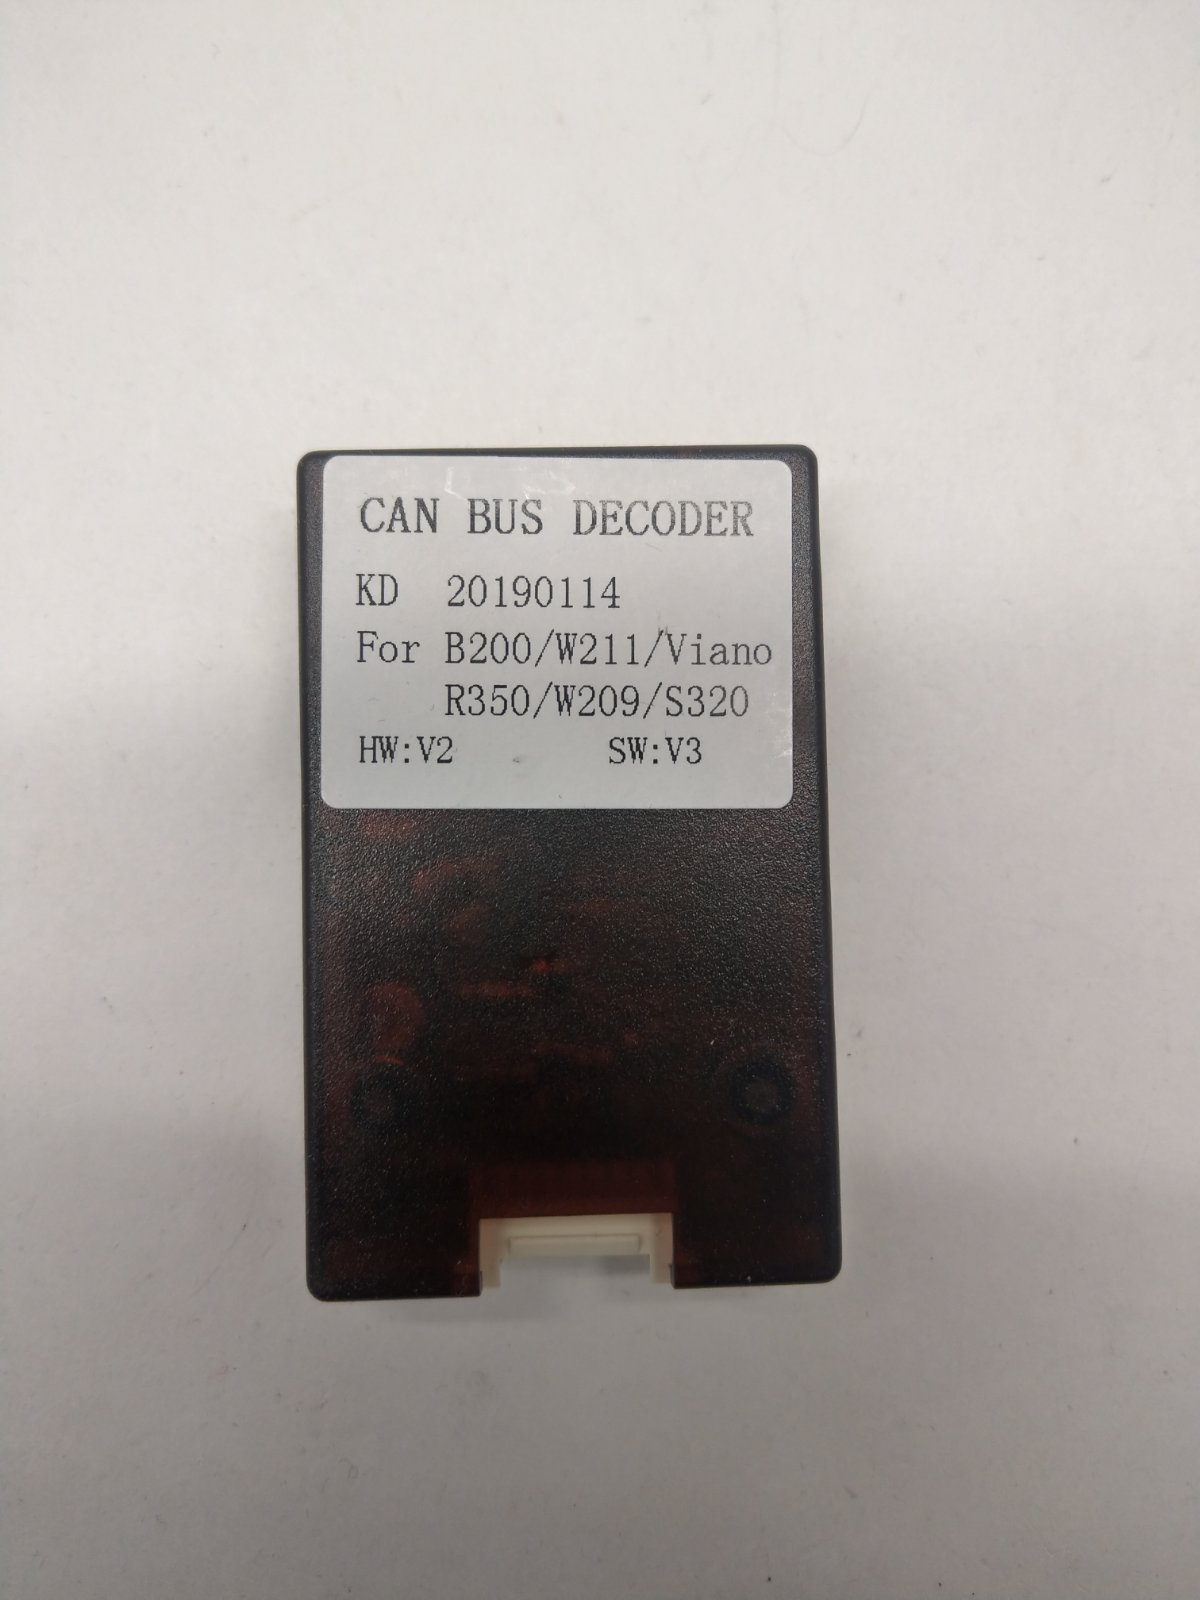 CAN BUS DECODER
KD 20190114
For B200/W211/Viano
R350/W209/S320
HW:V2 SW:V3